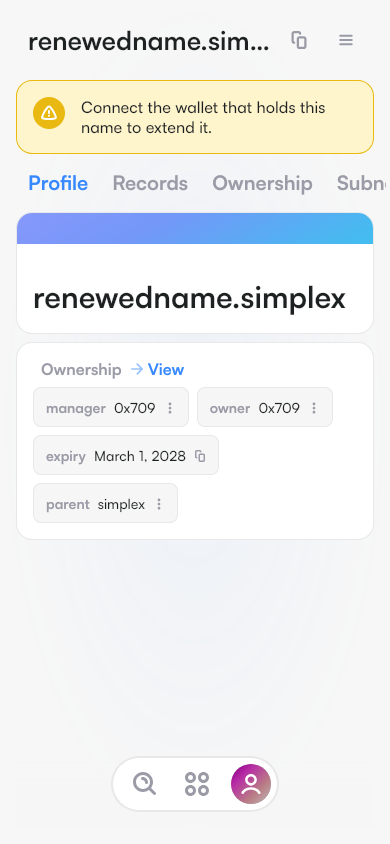 renewedname.sim...
Connect the wallet that holds this
name to extend it.
Profile Records Ownership Subn
renewedname.simplex
Ownership → View
manager 0x709 owner 0x709
expiry March 1, 2028
parent simplex